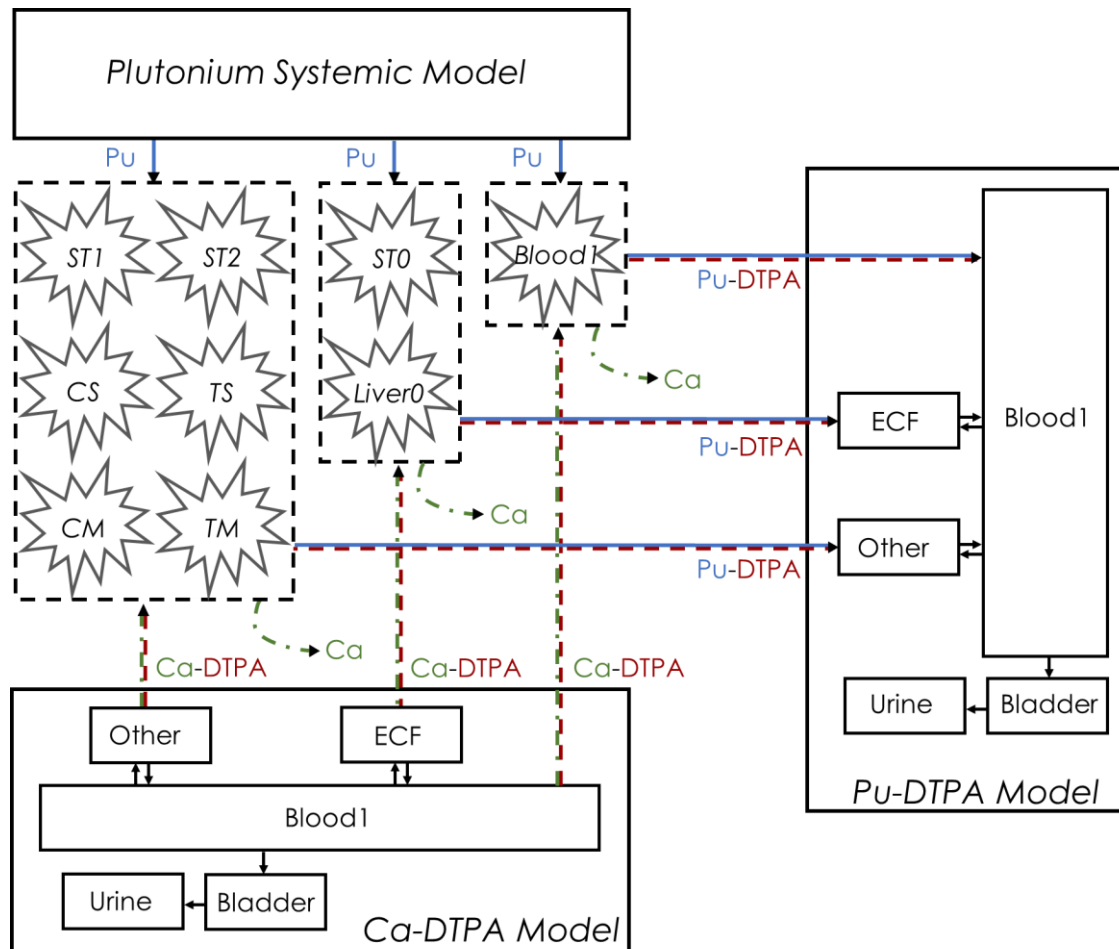 Plutonium Systemic Model
Pu
Pu
Pu
ST1
ST2
ST0
Blood1
CS
TS
Liver0
CM
TM
Pu-DTPA
Pu-DTPA
Pu-DTPA
Ca
Ca
Ca
Ca-DTPA
Ca-DTPA
Ca-DTPA
Other
ECF
Blood1
Urine
Bladder
Ca-DTPA Model
ECF
Other
Blood1
Urine
Bladder
Pu-DTPA Model